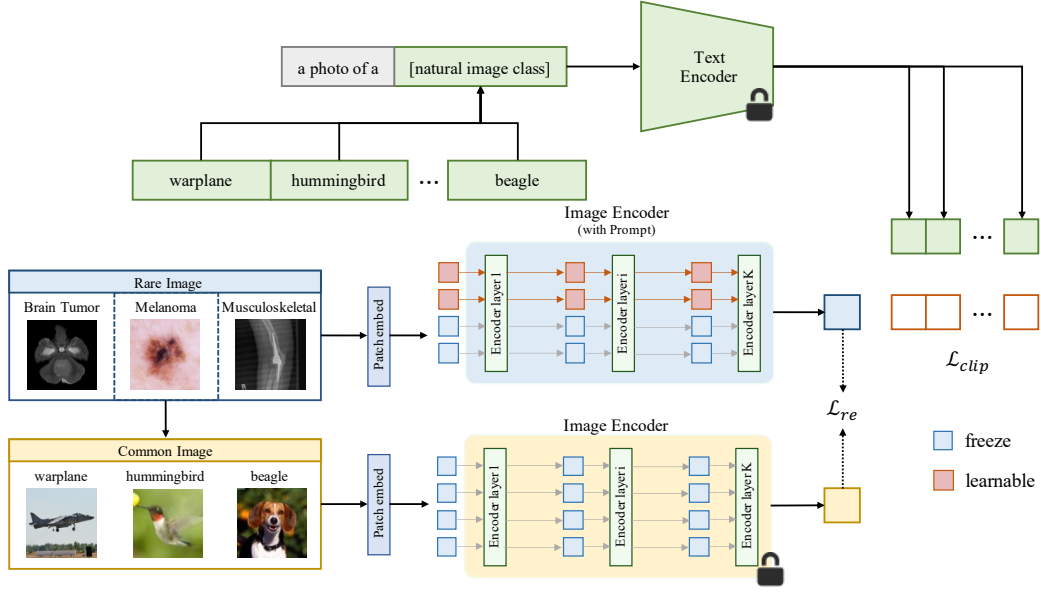 a photo of a [natural image class]
Text
Encoder
warplane hummingbird ... beagle
Image Encoder
(with Prompt)
Rare Image
Brain Tumor Melanoma Musculoskeletal
Patch embed
Encoder layer 1
Encoder layer i
Encoder layer K
...
...
ℒclip
ℒre
freeze
learnable
Common Image
warplane hummingbird beagle
Patch embed
Image Encoder
Encoder layer 1
Encoder layer i
Encoder layer K